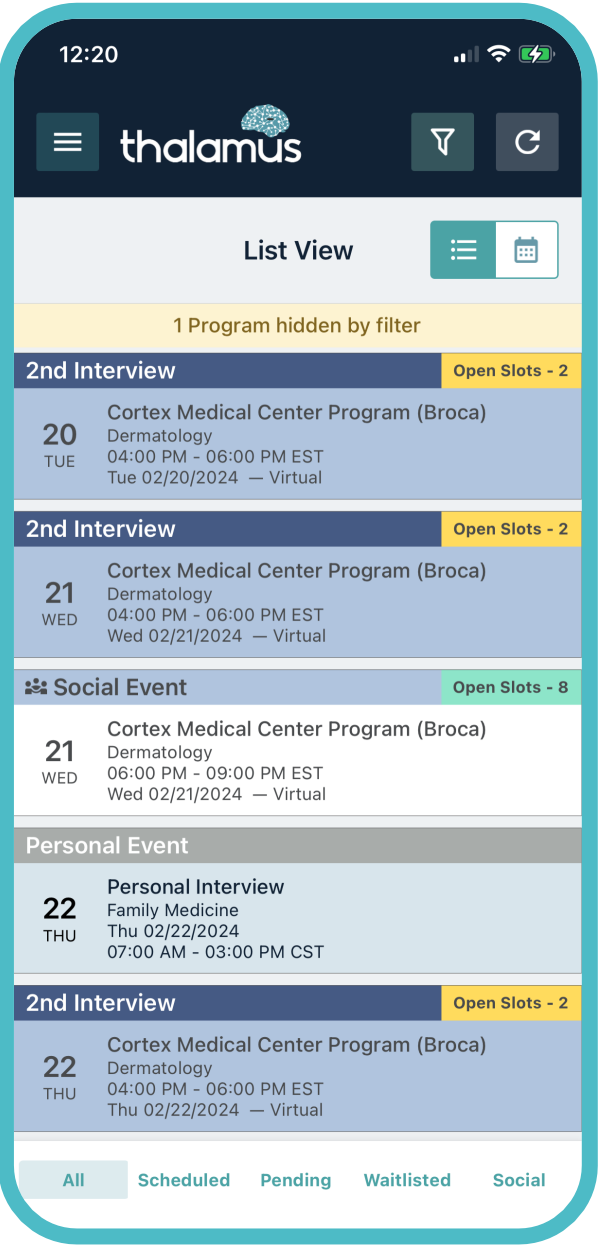 12:20
thalamus
List View
1 Program hidden by filter
2nd Interview
Open Slots - 2
20
TUE
Cortex Medical Center Program (Broca)
Dermatology
04:00 PM - 06:00 PM EST
Tue 02/20/2024 — Virtual
2nd Interview
Open Slots - 2
21
WED
Cortex Medical Center Program (Broca)
Dermatology
04:00 PM - 06:00 PM EST
Wed 02/21/2024 — Virtual
Social Event
Open Slots - 8
21
WED
Cortex Medical Center Program (Broca)
Dermatology
06:00 PM - 09:00 PM EST
Wed 02/21/2024 — Virtual
Personal Event
22
THU
Personal Interview
Family Medicine
Thu 02/22/2024
07:00 AM - 03:00 PM CST
2nd Interview
Open Slots - 2
22
THU
Cortex Medical Center Program (Broca)
Dermatology
04:00 PM - 06:00 PM EST
Thu 02/22/2024 — Virtual
All
Scheduled
Pending
Waitlisted
Social